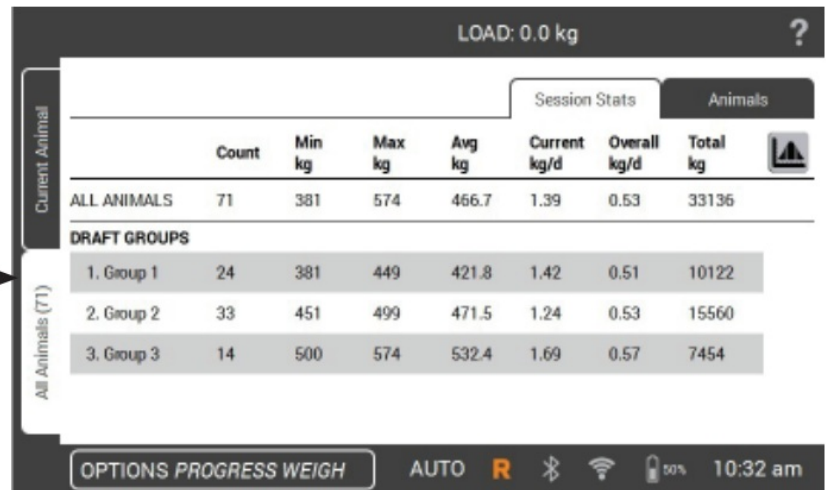 LOAD: 0.0 kg ?
Current Animal
All Animals (71)
Session Stats Animals
Count Min kg Max kg Avg kg Current kg/d Overall kg/d Total kg
ALL ANIMALS 71 381 574 466.7 1.39 0.53 33136
DRAFT GROUPS
1. Group 1 24 381 449 421.8 1.42 0.51 10122
2. Group 2 33 451 499 471.5 1.24 0.53 15560
3. Group 3 14 500 574 532.4 1.69 0.57 7454
OPTIONS PROGRESS WEIGH AUTO R 50% 10:32 am